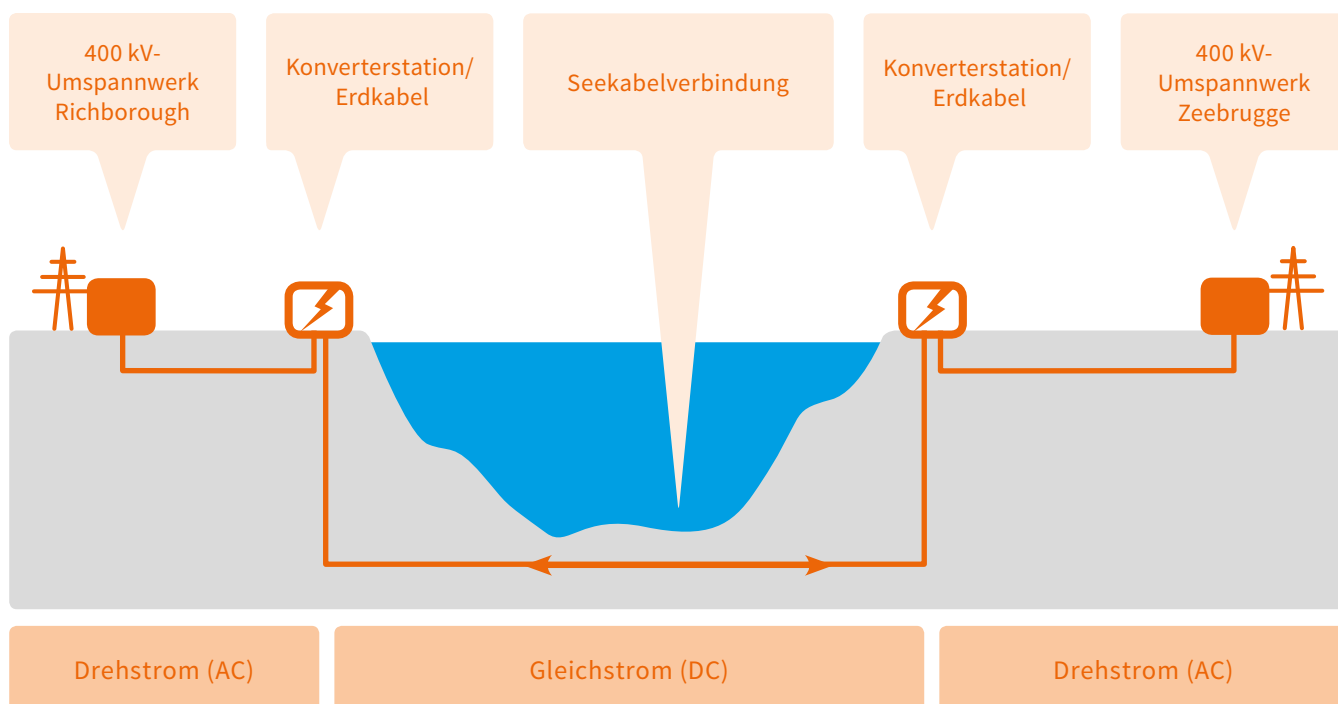 400 kV-
Umspannwerk
Richborough
Konverterstation/
Erdkabel
Seekabelverbindung
Konverterstation/
Erdkabel
400 kV-
Umspannwerk
Zeebrugge
Drehstrom (AC)
Gleichstrom (DC)
Drehstrom (AC)